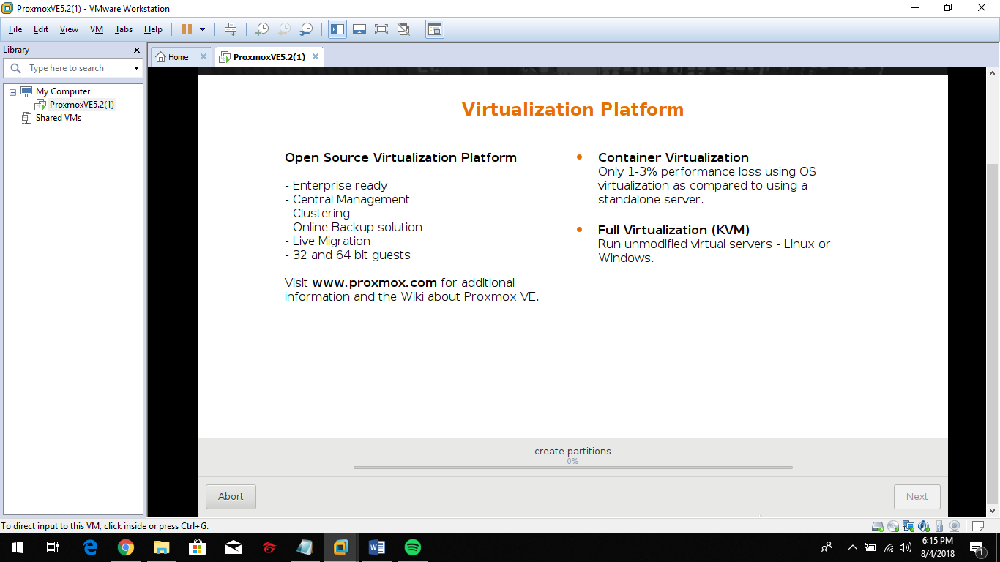 ProxmoxVE5.2(1) - VMware Workstation
File Edit View VM Tabs Help
Library
Home
ProxmoxVE5.2(1)
Type here to search
My Computer
ProxmoxVE5.2(1)
Shared VMs
Virtualization Platform
Open Source Virtualization Platform
- Enterprise ready
- Central Management
- Clustering
- Online Backup solution
- Live Migration
- 32 and 64 bit guests
Visit www.proxmox.com for additional
information and the Wiki about Proxmox VE.
Container Virtualization
Only 1-3% performance loss using OS
virtualization as compared to using a
standalone server.
Full Virtualization (KVM)
Run unmodified virtual servers - Linux or
Windows.
create partitions
0%
Abort
Next
To direct input to this VM, click inside or press Ctrl+G.
6:15 PM
8/4/2018
1